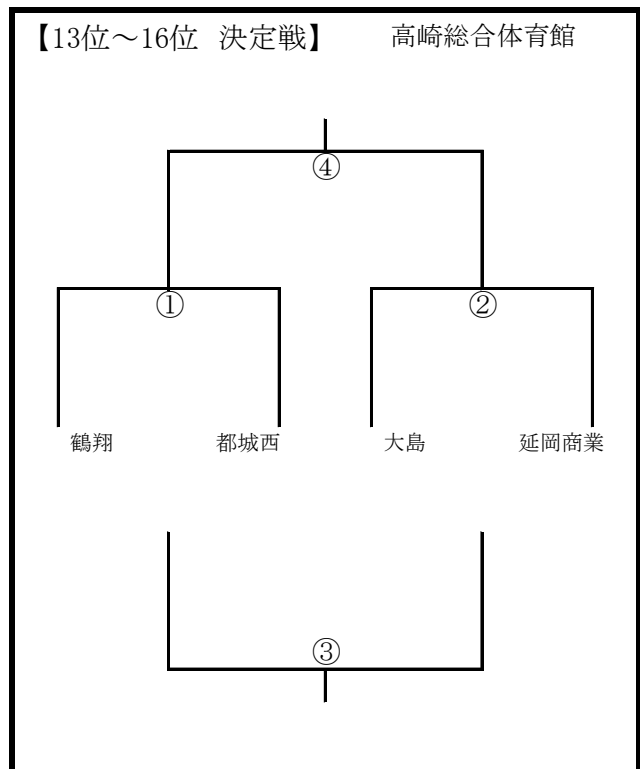 【13位～16位 決定戦】 高崎総合体育館
④
① ②
鶴翔 都城西 大島 延岡商業
③